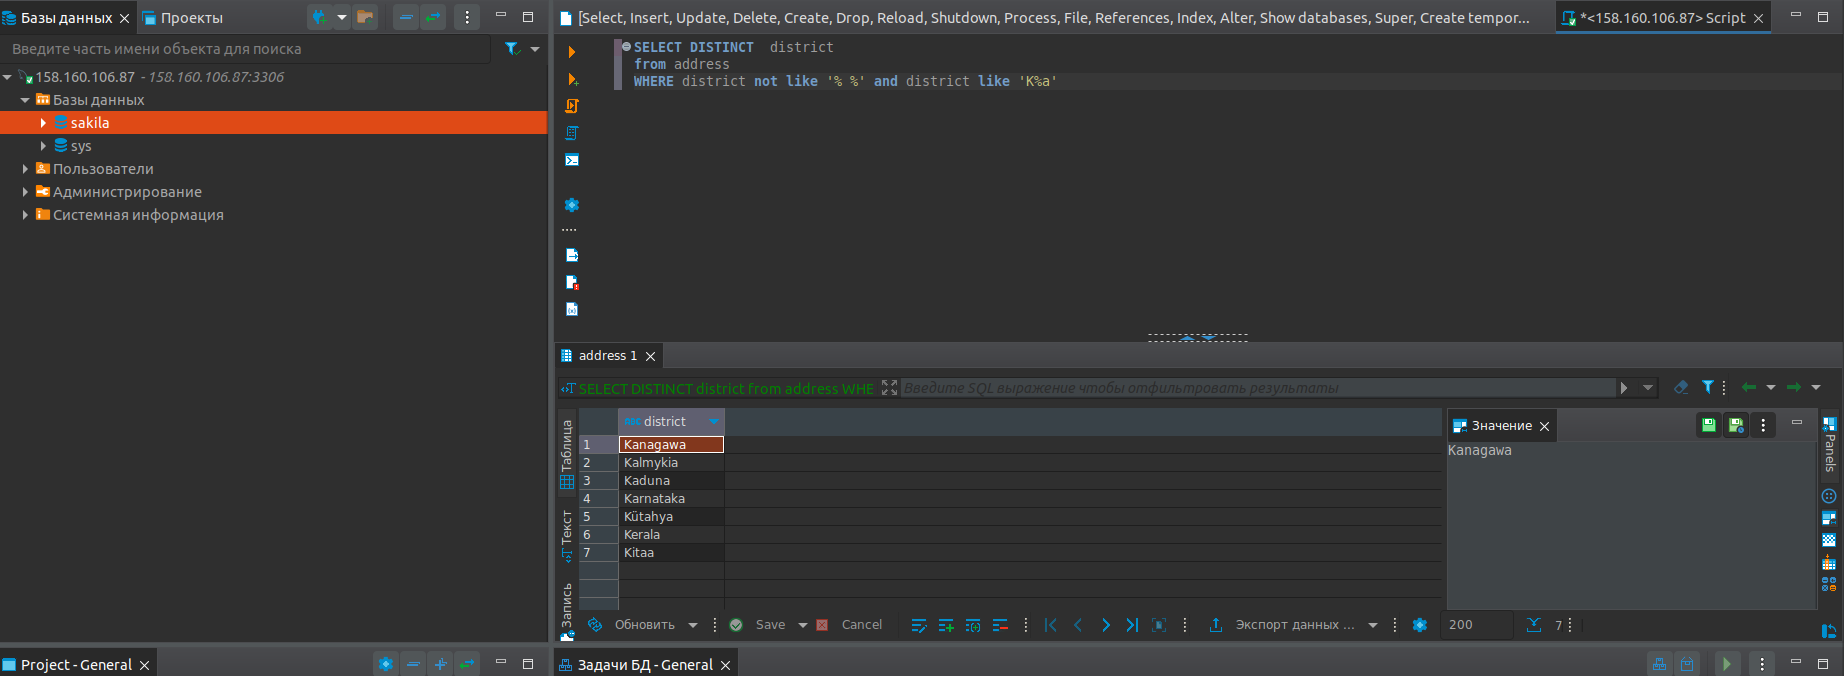 Базы данных
Проекты
Введите часть имени объекта для поиска
158.160.106.87 - 158.160.106.87:3306
Базы данных
sakila
sys
Пользователи
Администрирование
Системная информация
[Select, Insert, Update, Delete, Create, Drop, Reload, Shutdown, Process, File, References, Index, Alter, Show databases, Super, Create tempor...
*<158.160.106.87> Script
SELECT DISTINCT  district
from address
WHERE district not like '% %' and district like 'K%a'
address 1
SELECT DISTINCT district from address WHE
Введите SQL выражение чтобы отфильтровать результаты
Таблица
Текст
Запись
district
1 Kanagawa
2 Kalmykia
3 Kaduna
4 Karnataka
5 Kütahya
6 Kerala
7 Kitaa
Значение
Kanagawa
Panels
Обновить
Save
Cancel
Экспорт данных ...
200
7
Project - General
Задачи БД - General